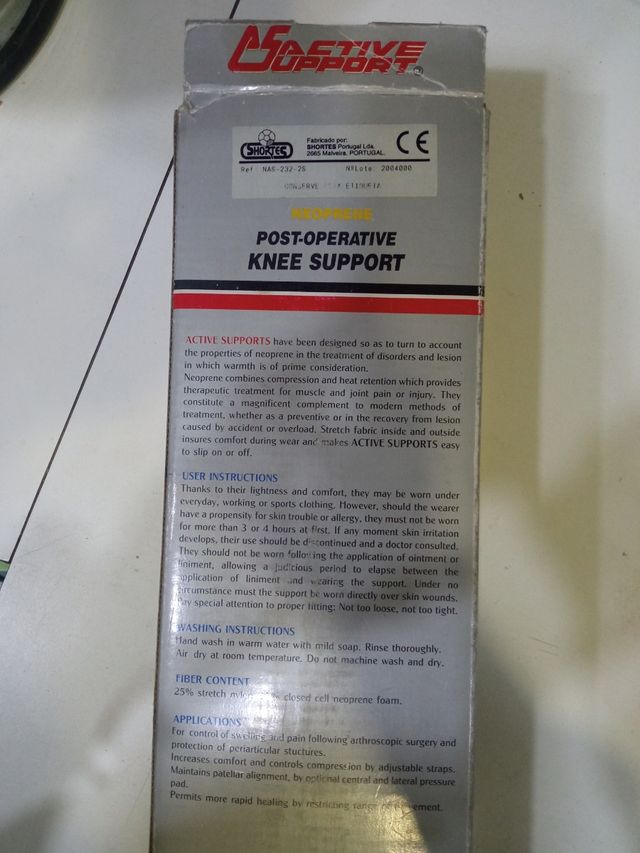 ACTIVE
SUPPORT®
SHORTES
Fabricado por:
SHORTES Portugal Lda.
2665 Malveira. PORTUGAL.
CE
Ref: NAS-232-2S NºLote: 2004000
CONSERVE ETIQUETA
NEOPRENE
POST-OPERATIVE
KNEE SUPPORT
ACTIVE SUPPORTS have been designed so as to turn to account
the properties of neoprene in the treatment of disorders and lesion
in which warmth is of prime consideration.
Neoprene combines compression and heat retention which provides
therapeutic treatment for muscle and joint pain or injury. They
constitute a magnificent complement to modern methods of
treatment, whether as a preventive or in the recovery from lesion
caused by accident or overload. Stretch fabric inside and outside
insures comfort during wear and makes ACTIVE SUPPORTS easy
to slip on or off.
USER INSTRUCTIONS
Thanks to their lightness and comfort, they may be worn under
everyday, working or sports clothing. However, should the wearer
have a propensity for skin trouble or allergy, they must not be worn
for more than 3 or 4 hours at first. If any moment skin irritation
develops, their use should be discontinued and a doctor consulted.
They should not be worn following the application of ointment or
liniment, allowing a judicious period to elapse between the
application of liniment and wearing the support. Under no
circumstance must the support be worn directly over skin wounds.
Pay special attention to proper fitting: Not too loose, not too tight.
WASHING INSTRUCTIONS
Hand wash in warm water with mild soap. Rinse thoroughly.
Air dry at room temperature. Do not machine wash and dry.
FIBER CONTENT
25% stretch nylon closed cell neoprene foam.
APPLICATIONS
For control of swelling and pain following arthroscopic surgery and
protection of periarticular stuctures.
Increases comfort and controls compression by adjustable straps.
Maintains patellar alignment, by optional central and lateral pressure
pad.
Permits more rapid healing by restricting range of movement.